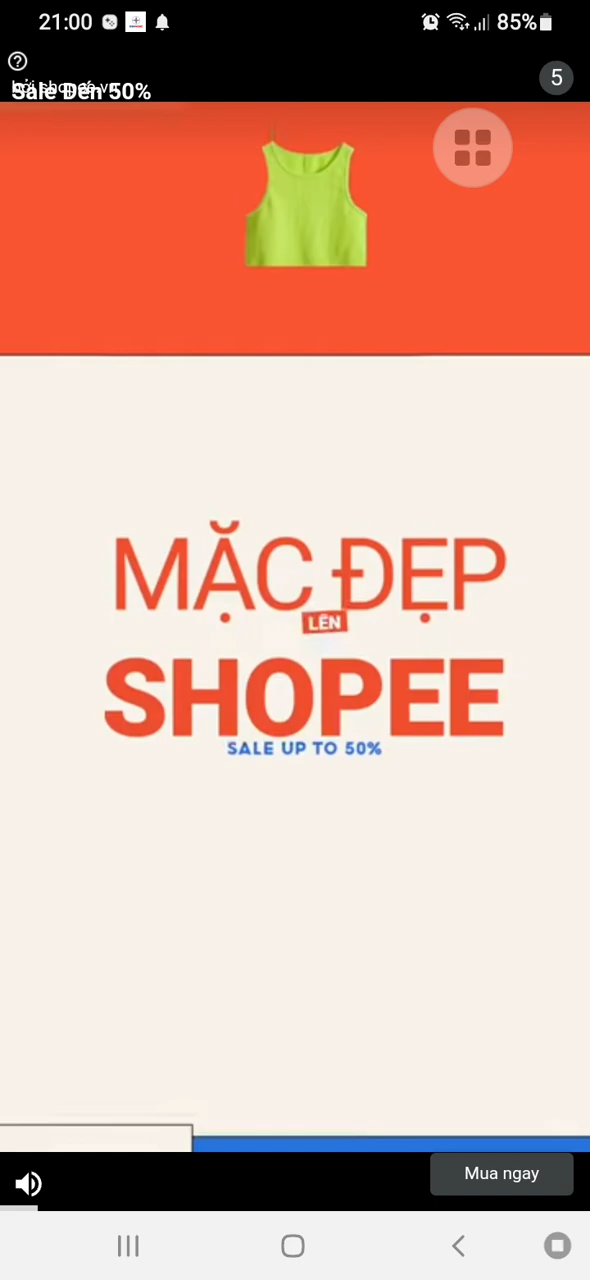 21:00
85%
5
Sale Đến 50%
MẶC ĐẸP
LÊN
SHOPEE
SALE UP TO 50%
Mua ngay